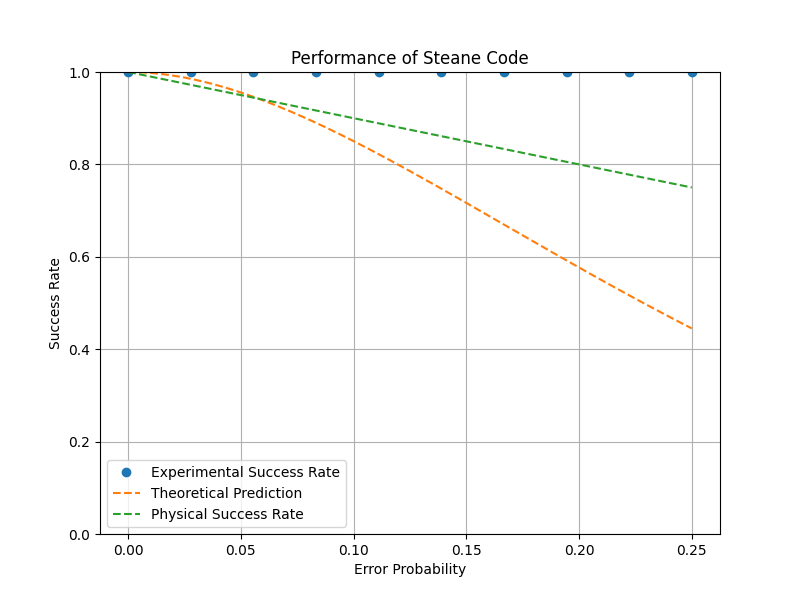 Performance of Steane Code
1.0
0.8
0.6
0.4
0.2
0.0
Success Rate
Experimental Success Rate
Theoretical Prediction
Physical Success Rate
0.00 0.05 0.10 0.15 0.20 0.25
Error Probability